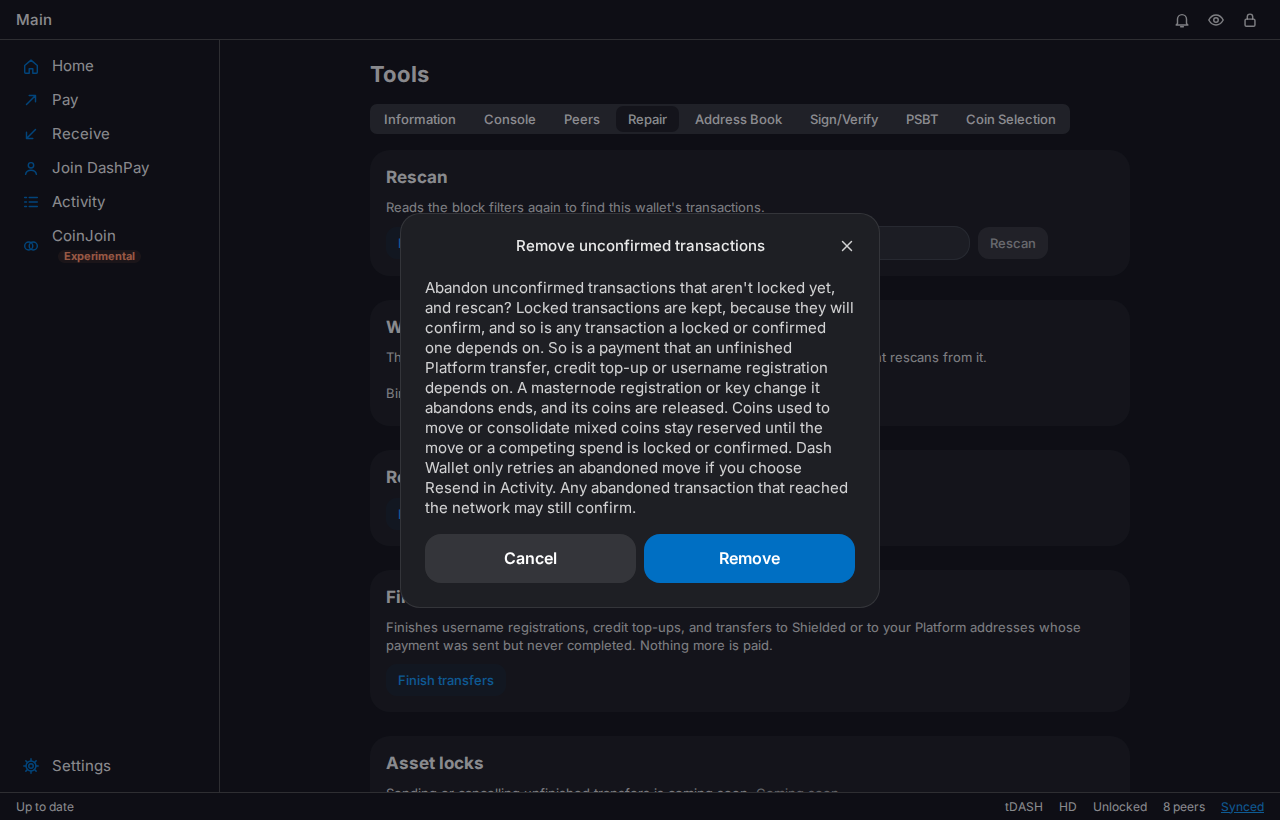 Main
Home
Pay
Receive
Join DashPay
Activity
CoinJoin
Experimental
Settings
Tools
Information Console Peers Repair Address Book Sign/Verify PSBT Coin Selection
Rescan
Reads the block filters again to find this wallet's transactions.
Rescan
t rescans from it.
Remove unconfirmed transactions
Abandon unconfirmed transactions that aren't locked yet,
and rescan? Locked transactions are kept, because they will
confirm, and so is any transaction a locked or confirmed
one depends on. So is a payment that an unfinished
Platform transfer, credit top-up or username registration
depends on. A masternode registration or key change it
abandons ends, and its coins are released. Coins used to
move or consolidate mixed coins stay reserved until the
move or a competing spend is locked or confirmed. Dash
Wallet only retries an abandoned move if you choose
Resend in Activity. Any abandoned transaction that reached
the network may still confirm.
Cancel Remove
Finishes username registrations, credit top-ups, and transfers to Shielded or to your Platform addresses whose
payment was sent but never completed. Nothing more is paid.
Finish transfers
Asset locks
Up to date
tDASH HD Unlocked 8 peers Synced